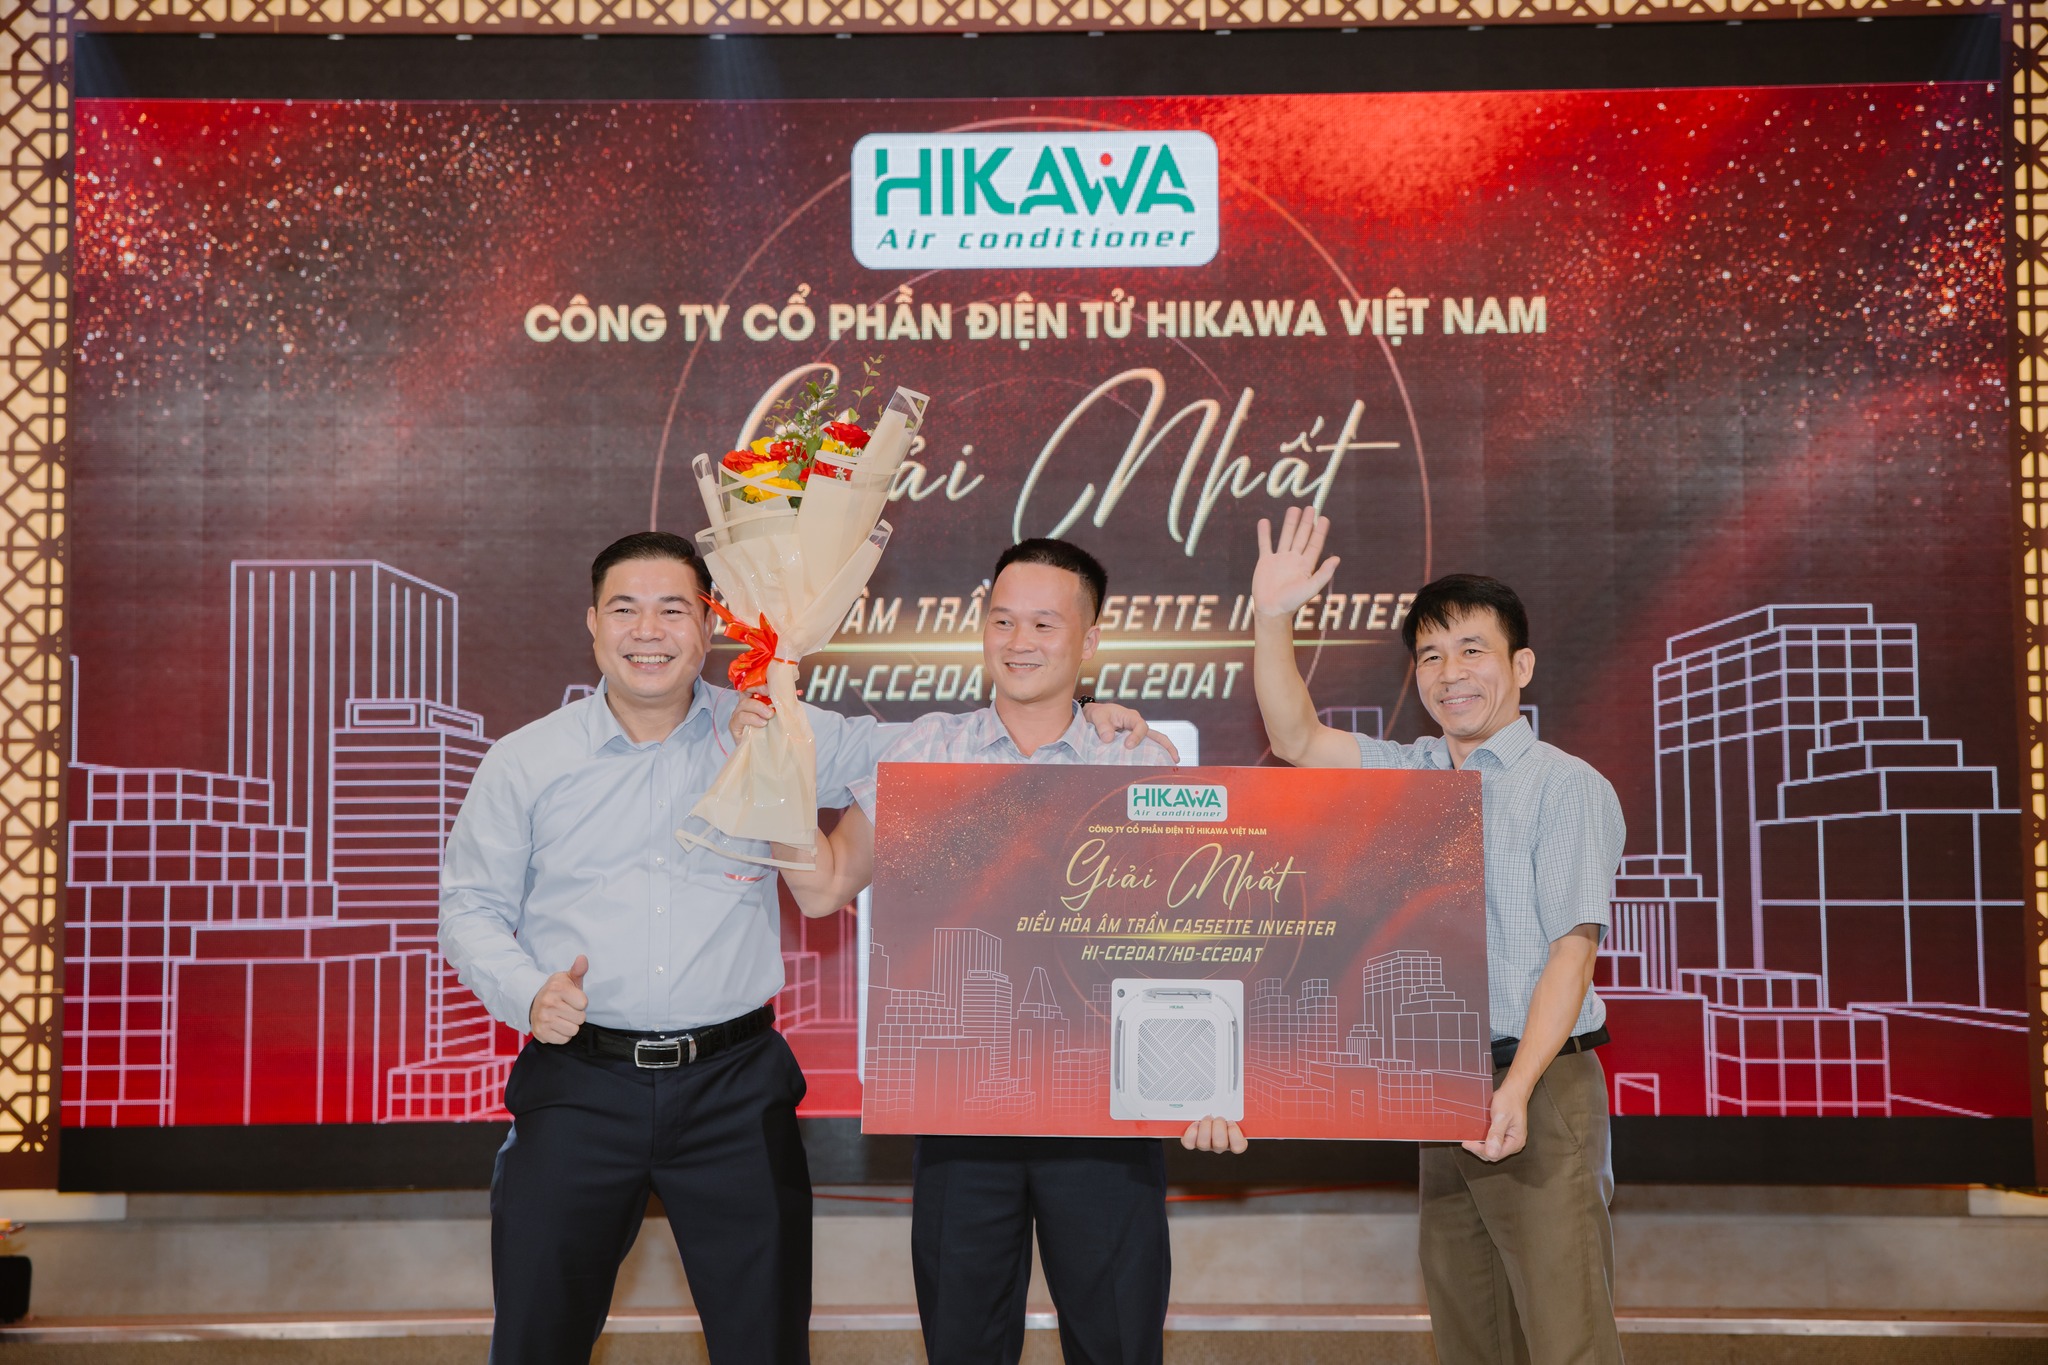 HIKAWA
Air conditioner
CÔNG TY CỔ PHẦN ĐIỆN TỬ HIKAWA VIỆT NAM
Giải Nhất
ÂM TRẦN CASSETTE INVERTER
HI-CC20AT -CC20AT
HIKAWA
Air conditioner
CÔNG TY CỔ PHẦN ĐIỆN TỬ HIKAWA VIỆT NAM
Giải Nhất
ĐIỀU HÒA ÂM TRẦN CASSETTE INVERTER
HI-CC20AT/HO-CC20AT
HIKAWA